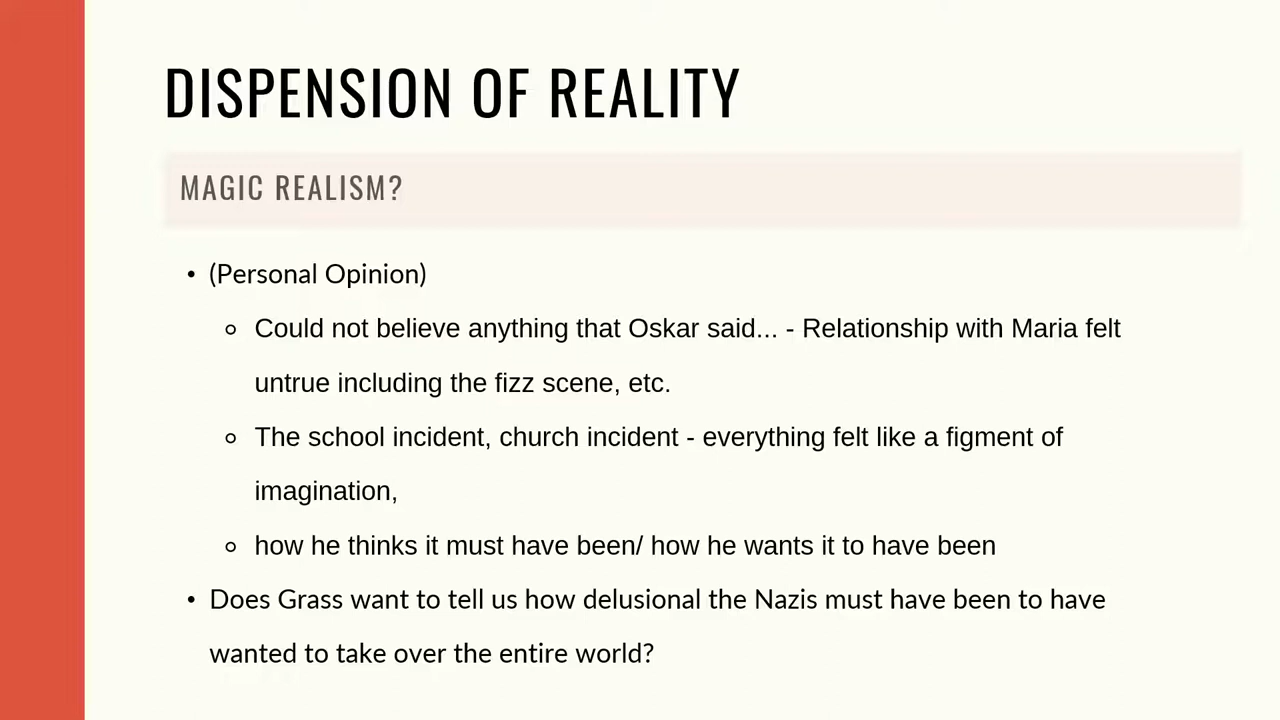 DISPENSION OF REALITY
MAGIC REALISM?
• (Personal Opinion)
◦ Could not believe anything that Oskar said... - Relationship with Maria felt
untrue including the fizz scene, etc.
◦ The school incident, church incident - everything felt like a figment of
imagination,
◦ how he thinks it must have been/ how he wants it to have been
• Does Grass want to tell us how delusional the Nazis must have been to have
wanted to take over the entire world?